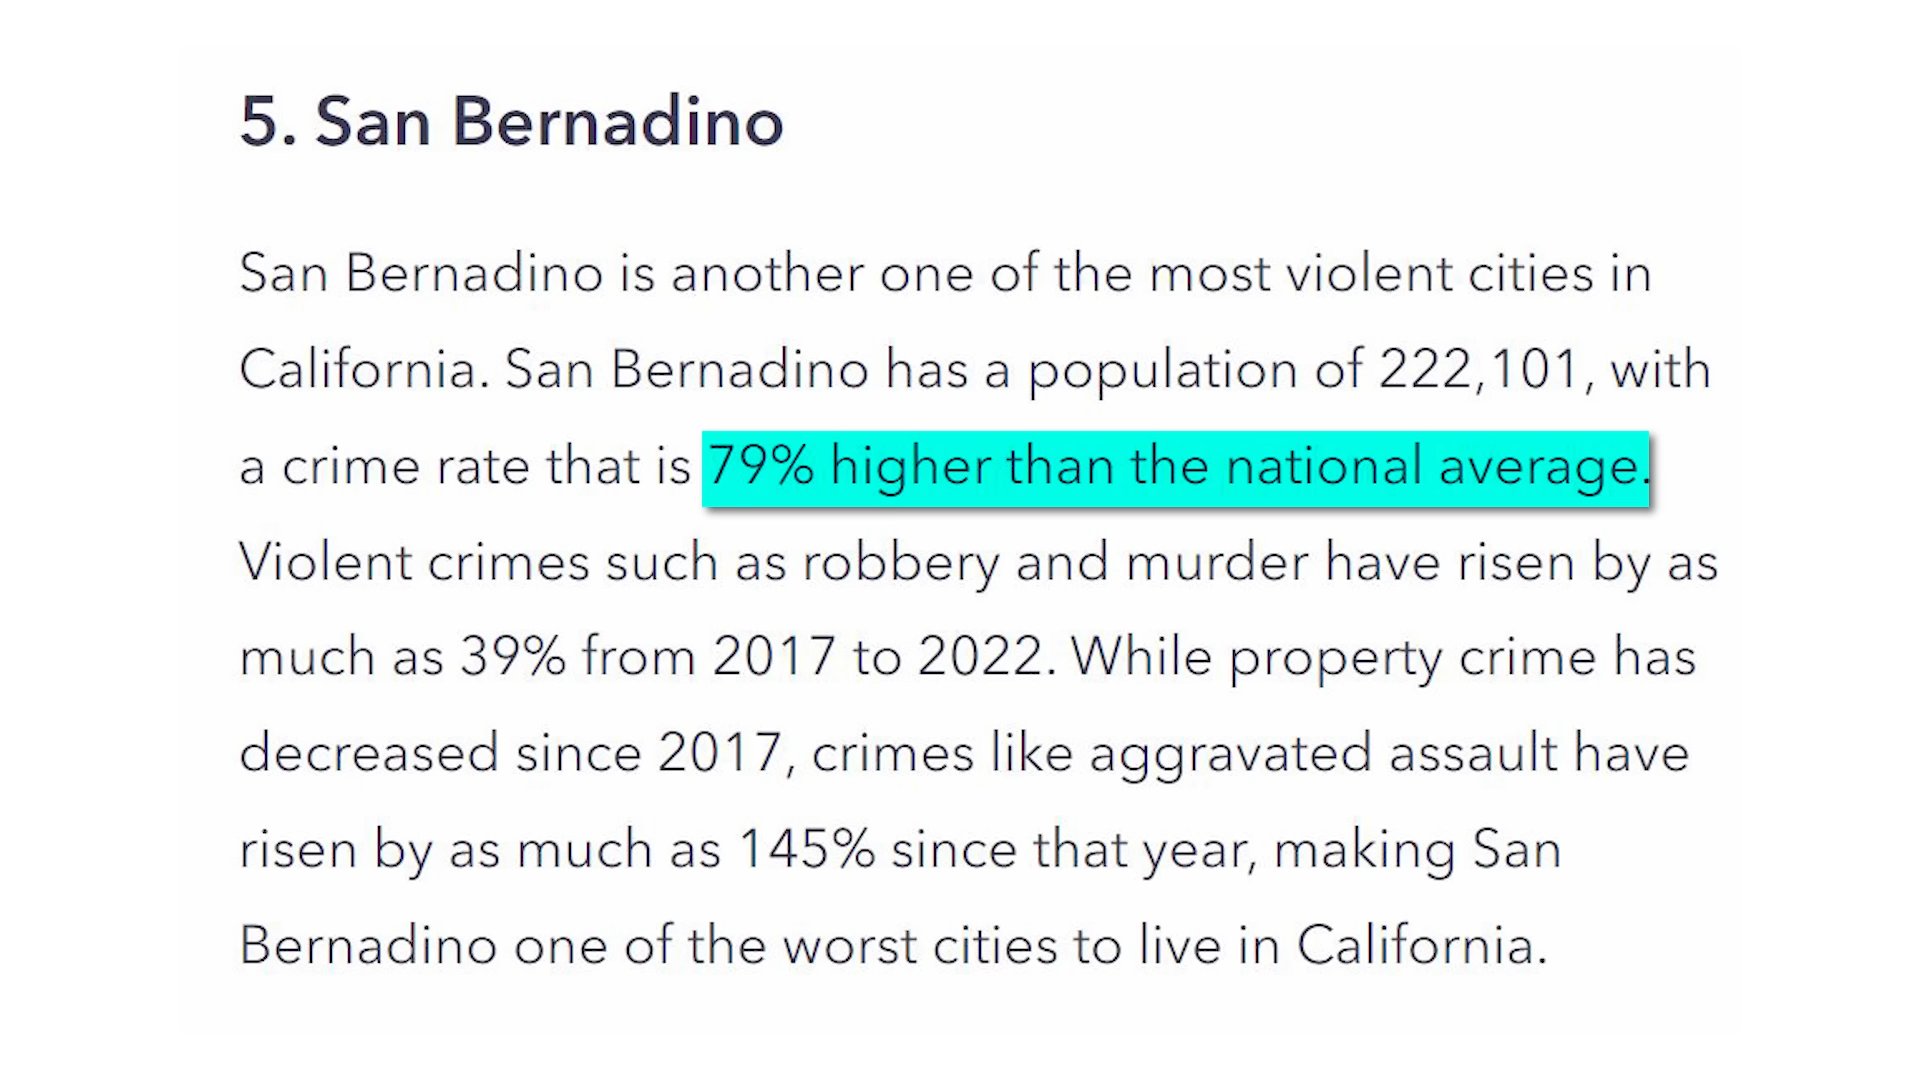 5. San Bernadino
San Bernadino is another one of the most violent cities in
California. San Bernadino has a population of 222,101, with
a crime rate that is 79% higher than the national average.
Violent crimes such as robbery and murder have risen by as
much as 39% from 2017 to 2022. While property crime has
decreased since 2017, crimes like aggravated assault have
risen by as much as 145% since that year, making San
Bernadino one of the worst cities to live in California.